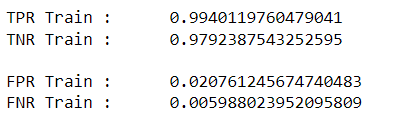 TPR Train :      0.9940119760479041
TNR Train :      0.9792387543252595
FPR Train :      0.020761245674740483
FNR Train :      0.005988023952095809